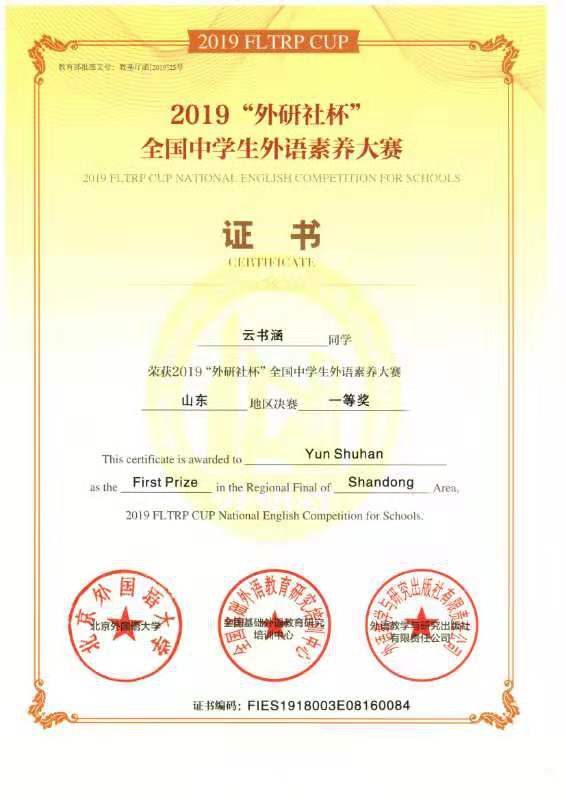 2019 FLTRP CUP
教育部批准文号：教基厅函[2019]25号
2019“外研社杯”
全国中学生外语素养大赛
2019 FLTRP CUP NATIONAL ENGLISH COMPETITION FOR SCHOOLS
证 书
CERTIFICATE
云书涵 同学
荣获2019“外研社杯”全国中学生外语素养大赛
山东 地区决赛 一等奖
This certificate is awarded to Yun Shuhan
as the First Prize in the Regional Final of Shandong Area,
2019 FLTRP CUP National English Competition for Schools.
北京外国语大学
北京外国语大学
全国基础外语教育研究培训中心
全国基础外语教育研究
培训中心
外语教学与研究出版社有限责任公司
外语教学与研究出版社
有限责任公司
证书编码：FIES1918003E08160084